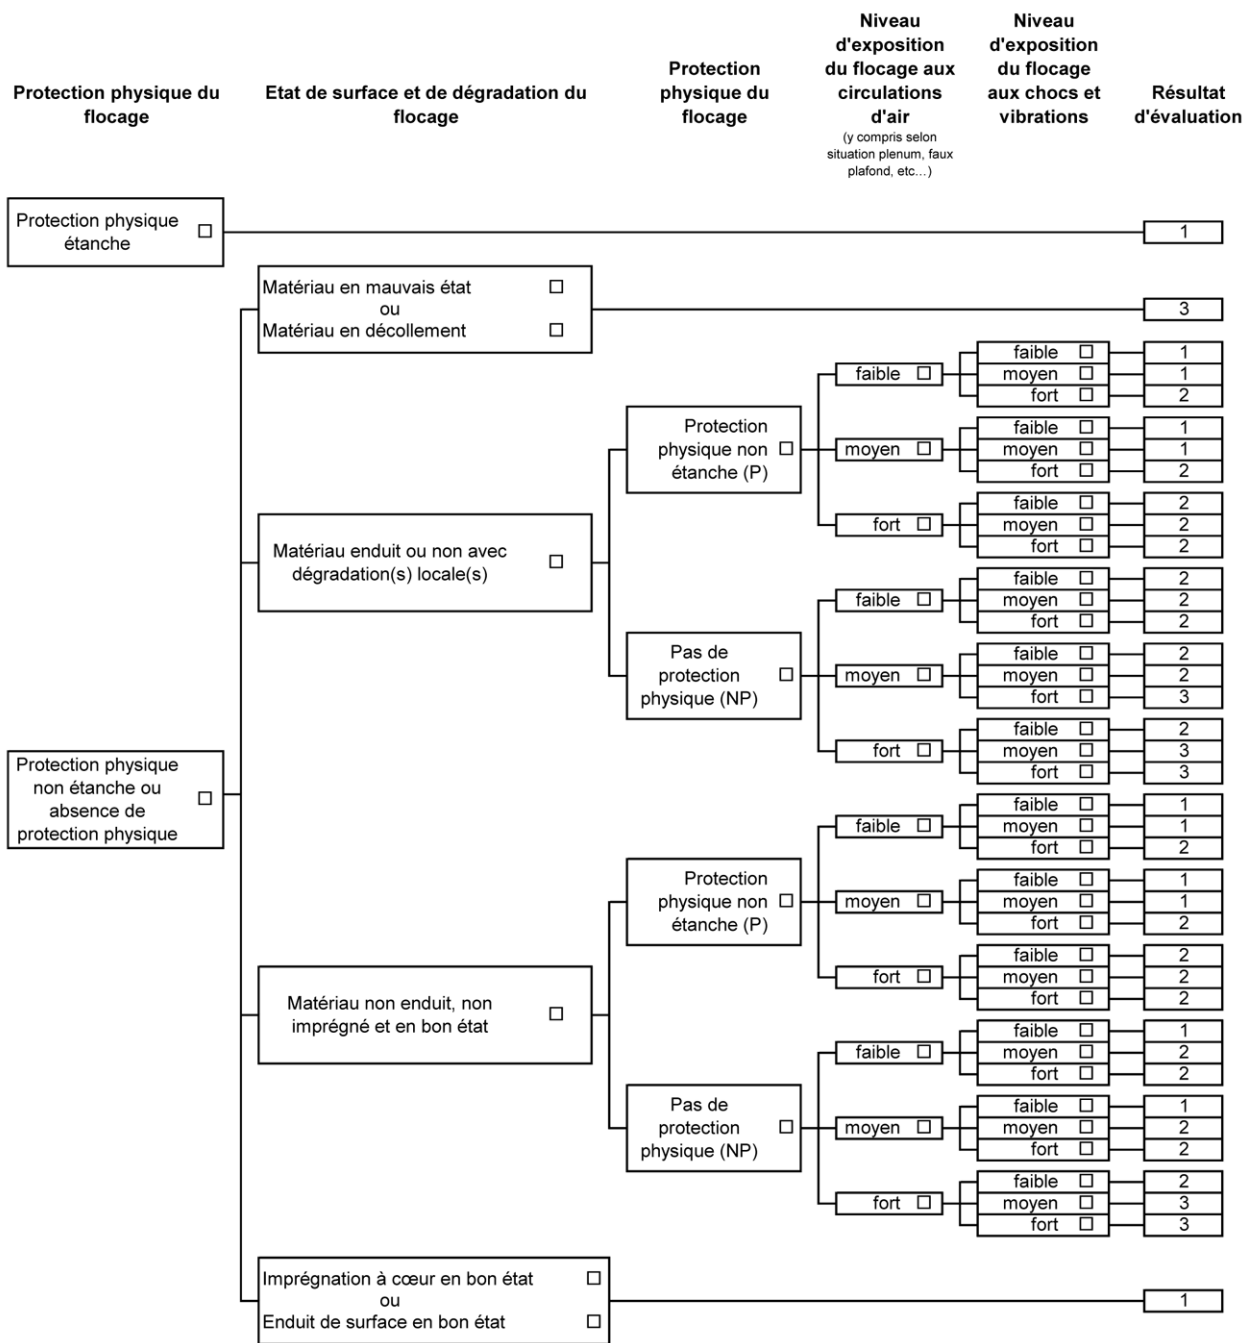 Protection physique du
flocage
Etat de surface et de dégradation du
flocage
Protection
physique du
flocage
Niveau
d'exposition
du flocage aux
circulations
d'air
(y compris selon
situation plenum, faux
plafond, etc...)
Niveau
d'exposition
du flocage
aux chocs et
vibrations
Résultat
d'évaluation
Protection physique
étanche
1
Matériau en mauvais état
ou
Matériau en décollement
3
Protection physique
non étanche ou
absence de
protection physique
Matériau enduit ou non avec
dégradation(s) locale(s)
Protection
physique non
étanche (P)
faible
faible 1
moyen 1
fort 2
moyen
faible 1
moyen 1
fort 2
fort
faible 2
moyen 2
fort 2
Pas de
protection
physique (NP)
faible
faible 2
moyen 2
fort 2
moyen
faible 2
moyen 2
fort 3
fort
faible 2
moyen 3
fort 3
Matériau non enduit, non
imprégné et en bon état
Protection
physique non
étanche (P)
faible
faible 1
moyen 1
fort 2
moyen
faible 1
moyen 1
fort 2
fort
faible 2
moyen 2
fort 2
Pas de
protection
physique (NP)
faible
faible 1
moyen 2
fort 2
moyen
faible 1
moyen 2
fort 2
fort
faible 2
moyen 3
fort 3
Imprégnation à cœur en bon état
ou
Enduit de surface en bon état
1